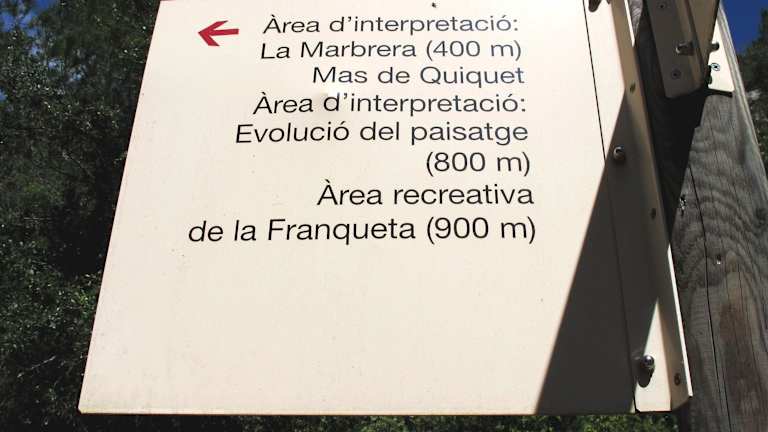 Àrea d'interpretació:
La Marbrera (400 m)
Mas de Quiquet
Àrea d'interpretació:
Evolució del paisatge
(800 m)
Àrea recreativa
de la Franqueta (900 m)